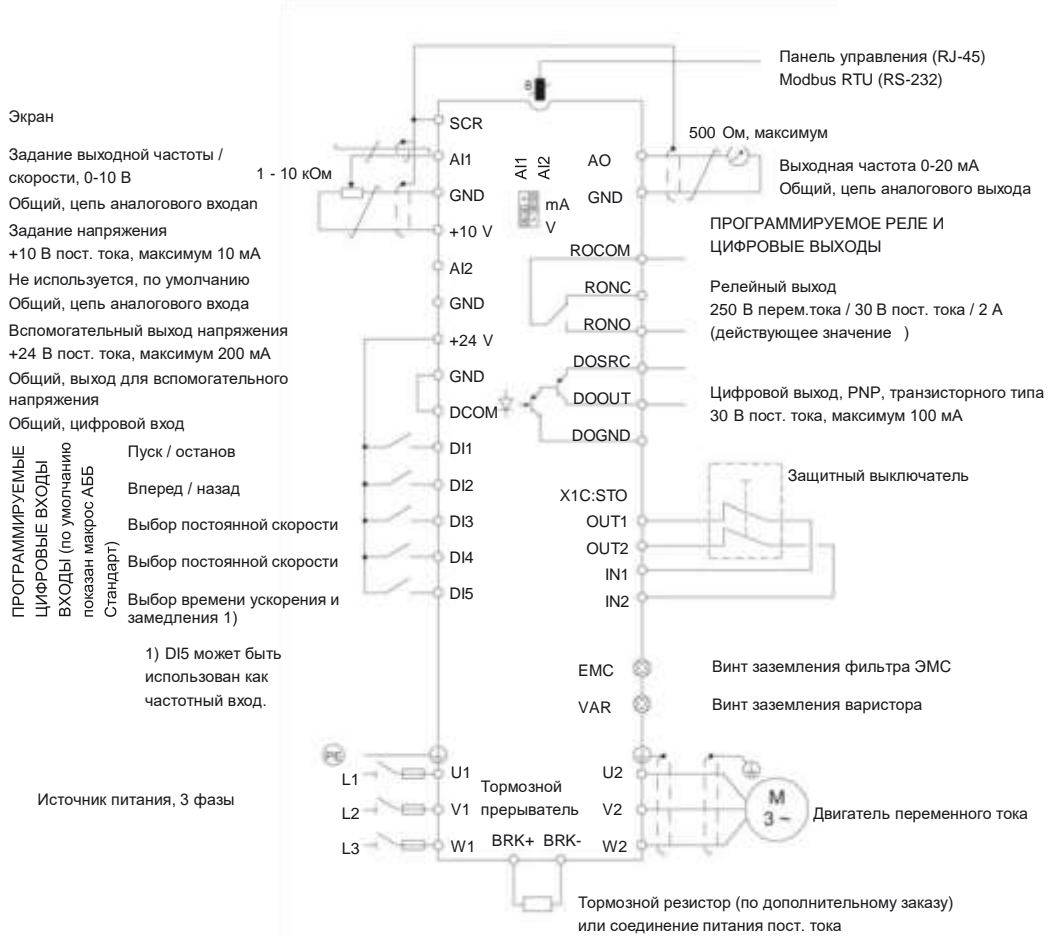 Панель управления (RJ-45)
Modbus RTU (RS-232)
8
Экран
SCR
500 Ом, максимум
Задание выходной частоты /
скорости, 0-10 В
1 - 10 кОм
AI1
AI1
AI2
AO
Выходная частота 0-20 мА
Общий, цепь аналогового входаn
GND
mA
V
GND
Общий, цепь аналогового выхода
Задание напряжения
+10 В пост. тока, максимум 10 мА
+10 V
ПРОГРАММИРУЕМОЕ РЕЛЕ И
ЦИФРОВЫЕ ВЫХОДЫ
ROCOM
Не используется, по умолчанию
AI2
RONC
Релейный выход
250 В перем.тока / 30 В пост. тока / 2 А
(действующее значение )
Общий, цепь аналогового входа
GND
RONO
Вспомогательный выход напряжения
+24 В пост. тока, максимум 200 мА
+24 V
DOSRC
Общий, выход для вспомогательного
напряжения
GND
DOOUT
Цифровой выход, PNP, транзисторного типа
30 В пост. тока, максимум 100 мА
Общий, цифровой вход
DCOM
DOGND
ПРОГРАММИРУЕМЫЕ
ЦИФРОВЫЕ ВХОДЫ
ВХОДЫ (по умолчанию
показан макрос АББ
Стандарт)
Пуск / останов
DI1
Вперед / назад
DI2
Выбор постоянной скорости
DI3
Выбор постоянной скорости
DI4
Выбор времени ускорения и
замедления 1)
DI5
Защитный выключатель
X1C:STO
OUT1
OUT2
IN1
IN2
1) DI5 может быть
использован как
частотный вход.
EMC
Винт заземления фильтра ЭМС
VAR
Винт заземления варистора
PE
Источник питания, 3 фазы
L1
L2
L3
U1
V1
W1
Тормозной
прерыватель
BRK+ BRK-
U2
V2
W2
M
3 ~
Двигатель переменного тока
Тормозной резистор (по дополнительному заказу)
или соединение питания пост. тока